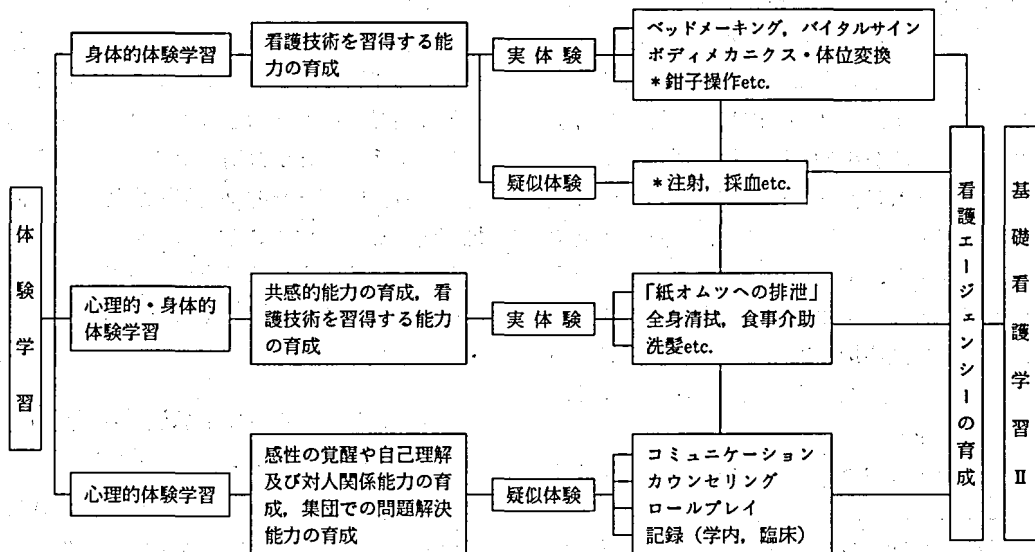 体験学習
身体的体験学習
看護技術を習得する能
力の育成
実体験
ベッドメーキング，バイタルサイン
ボディメカニクス・体位変換
＊鉗子操作etc.
疑似体験
＊注射，採血etc.
心理的・身体的
体験学習
共感的能力の育成，看
護技術を習得する能力
の育成
実体験
「紙オムツへの排泄」
全身清拭，食事介助
洗髪etc.
心理的体験学習
感性の覚醒や自己理解
及び対人関係能力の育
成，集団での問題解決
能力の育成
疑似体験
コミュニケーション
カウンセリング
ロールプレイ
記録（学内，臨床）
看護エージェンシーの育成
基礎看護学習Ⅱ